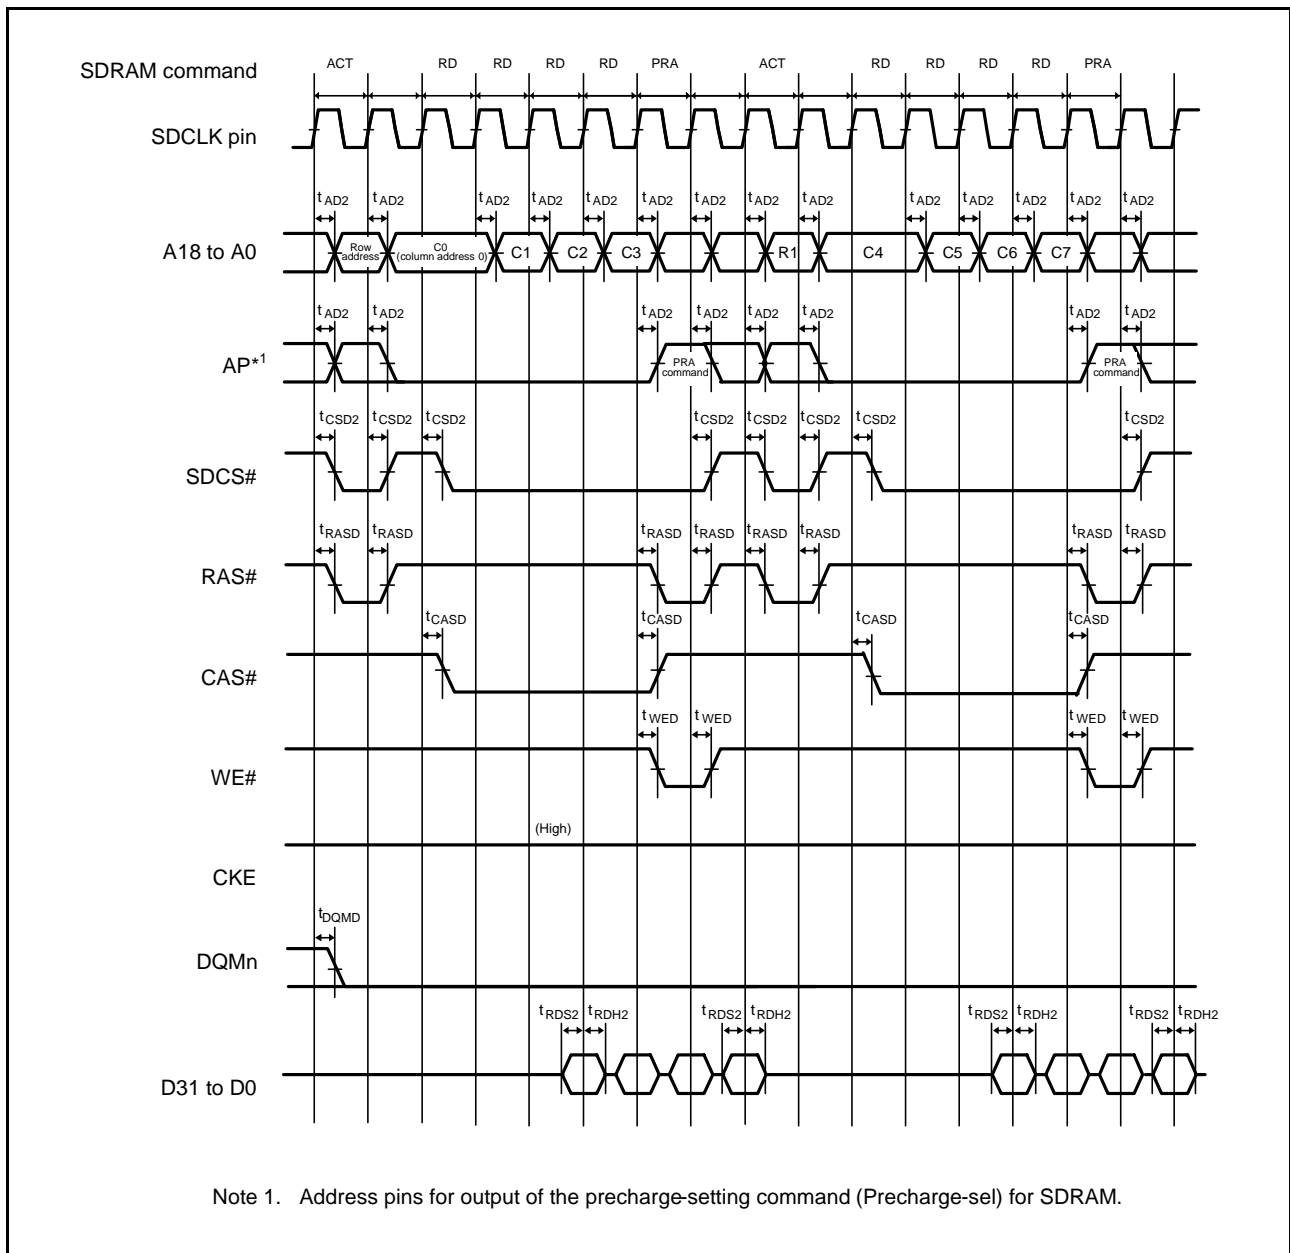 ACT RD RD RD RD PRA ACT RD RD RD RD PRA
SDRAM command
SDCLK pin
tAD2 tAD2 tAD2 tAD2 tAD2 tAD2 tAD2 tAD2 tAD2 tAD2 tAD2 tAD2 tAD2 tAD2
A18 to A0
Row address
C0 (column address 0)
C1 C2 C3 R1 C4 C5 C6 C7
tAD2 tAD2 tAD2 tAD2 tAD2 tAD2 tAD2 tAD2
AP*1
PRA command
PRA command
tCSD2 tCSD2 tCSD2 tCSD2 tCSD2 tCSD2 tCSD2 tCSD2
SDCS#
tRASD tRASD tRASD tRASD tRASD tRASD tRASD tRASD
RAS#
tCASD tCASD tCASD tCASD
CAS#
tWED tWED tWED tWED
WE#
(High)
CKE
tDQMD
DQMn
tRDS2 tRDH2 tRDS2 tRDH2 tRDS2 tRDH2 tRDS2 tRDH2
D31 to D0
Note 1. Address pins for output of the precharge-setting command (Precharge-sel) for SDRAM.